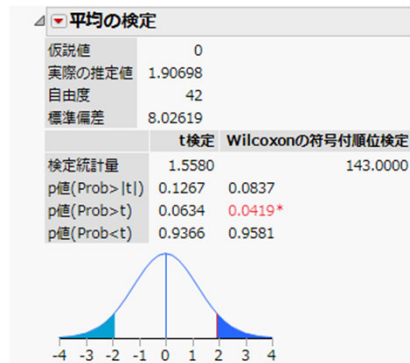 平均の検定
仮説値 0
実際の推定値 1.90698
自由度 42
標準偏差 8.02619
t検定 Wilcoxonの符号付順位検定
検定統計量 1.5580 143.0000
p値(Prob>|t|) 0.1267 0.0837
p値(Prob>t) 0.0634 0.0419*
p値(Prob<t) 0.9366 0.9581
-4 -3 -2 -1 0 1 2 3 4